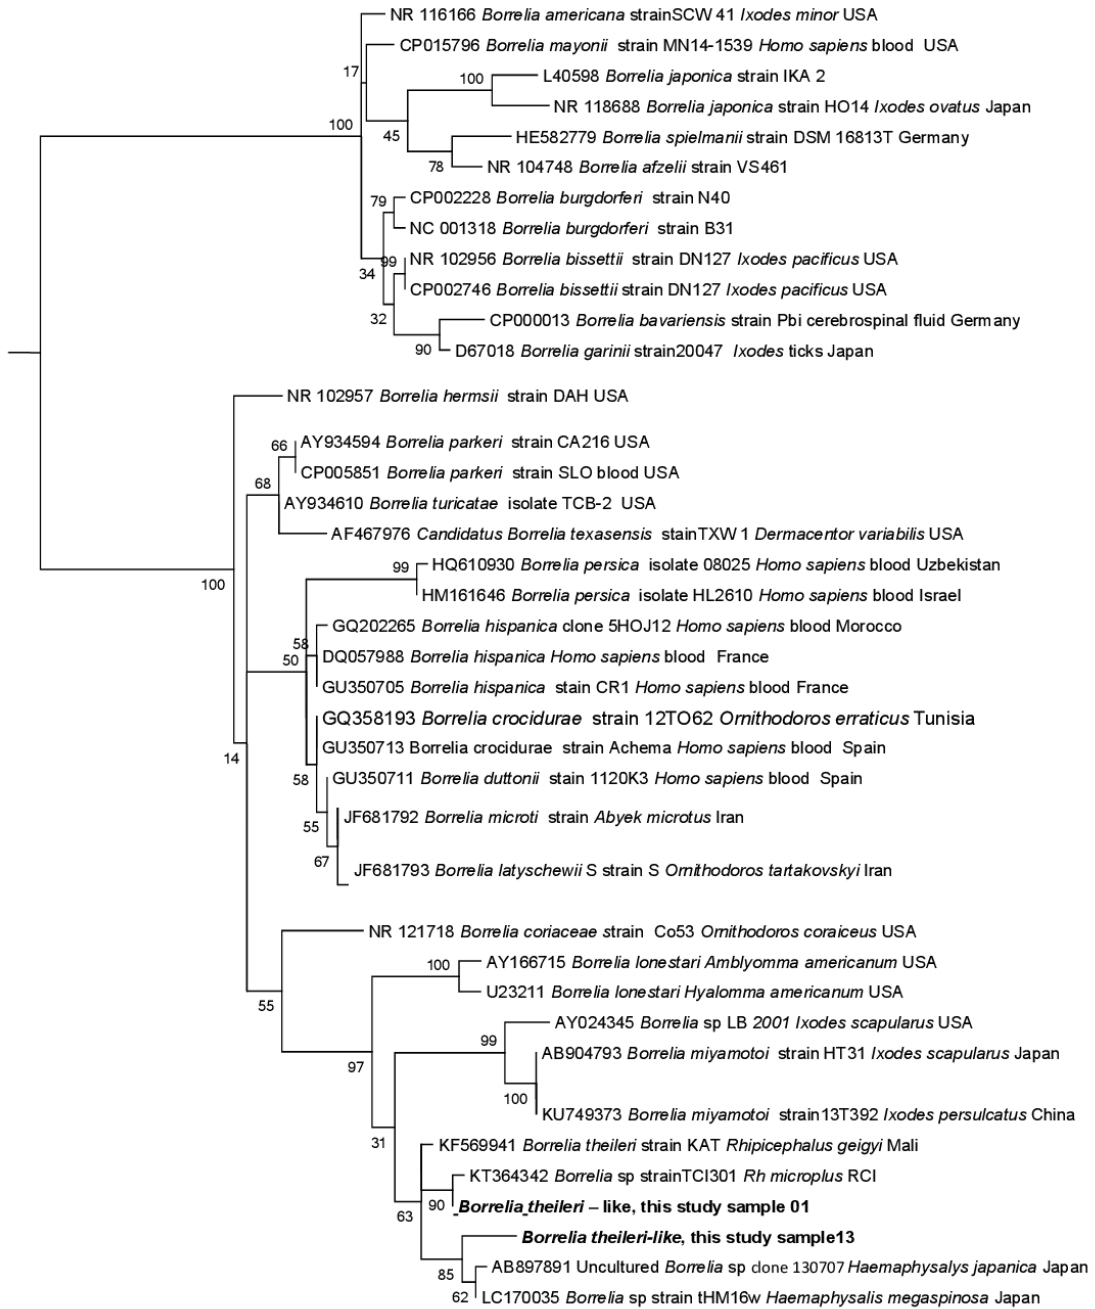 NR 116166 Borrelia americana strainSCW 41 Ixodes minor USA
CP015796 Borrelia mayonii strain MN14-1539 Homo sapiens blood USA
17
100
L40598 Borrelia japonica strain IKA 2
NR 118688 Borrelia japonica strain HO14 Ixodes ovatus Japan
100
45
HE582779 Borrelia spielmanii strain DSM 16813T Germany
78
NR 104748 Borrelia afzelii strain VS461
79
CP002228 Borrelia burgdorferi strain N40
NC 001318 Borrelia burgdorferi strain B31
99
NR 102956 Borrelia bissettii strain DN127 Ixodes pacificus USA
34
CP002746 Borrelia bissettii strain DN127 Ixodes pacificus USA
32
CP000013 Borrelia bavariensis strain Pbi cerebrospinal fluid Germany
90
D67018 Borrelia garinii strain20047 Ixodes ticks Japan
NR 102957 Borrelia hermsii strain DAH USA
66
AY934594 Borrelia parkeri strain CA216 USA
CP005851 Borrelia parkeri strain SLO blood USA
68
AY934610 Borrelia turicatae isolate TCB-2 USA
AF467976 Candidatus Borrelia texasensis stainTXW 1 Dermacentor variabilis USA
99
HQ610930 Borrelia persica isolate 08025 Homo sapiens blood Uzbekistan
100
HM161646 Borrelia persica isolate HL2610 Homo sapiens blood Israel
GQ202265 Borrelia hispanica clone 5HOJ12 Homo sapiens blood Morocco
58
50
DQ057988 Borrelia hispanica Homo sapiens blood France
GU350705 Borrelia hispanica stain CR1 Homo sapiens blood France
GQ358193 Borrelia crocidurae strain 12TO62 Ornithodoros erraticus Tunisia
GU350713 Borrelia crocidurae strain Achema Homo sapiens blood Spain
14
58
GU350711 Borrelia duttonii stain 1120K3 Homo sapiens blood Spain
JF681792 Borrelia microti strain Abyek microtus Iran
55
67
JF681793 Borrelia latyschewii S strain S Ornithodoros tartakovskyi Iran
NR 121718 Borrelia coriaceae strain Co53 Ornithodoros coraiceus USA
100
AY166715 Borrelia lonestari Amblyomma americanum USA
U23211 Borrelia lonestari Hyalomma americanum USA
55
AY024345 Borrelia sp LB 2001 Ixodes scapularus USA
99
AB904793 Borrelia miyamotoi strain HT31 Ixodes scapularus Japan
97
100
KU749373 Borrelia miyamotoi strain13T392 Ixodes persulcatus China
31
KF569941 Borrelia theileri strain KAT Rhipicephalus geigyi Mali
KT364342 Borrelia sp strainTCI301 Rh microplus RCI
90
_Borrelia_theileri – like, this study sample 01
63
Borrelia theileri-like, this study sample13
85
AB897891 Uncultured Borrelia sp clone 130707 Haemaphysalys japanica Japan
62
LC170035 Borrelia sp strain tHM16w Haemaphysalis megaspinosa Japan